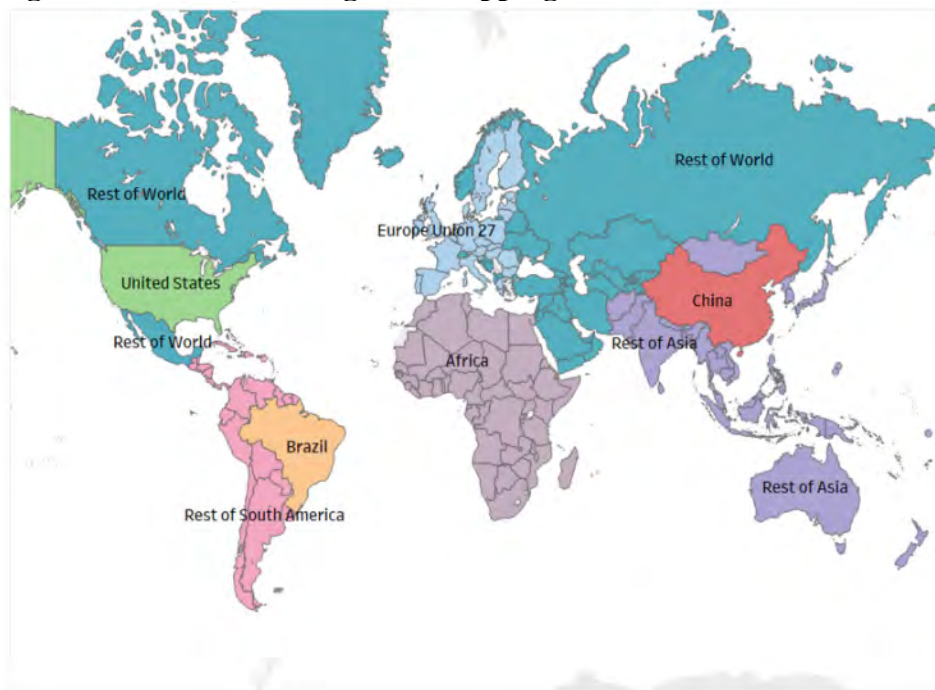 Rest of World
Rest of World
Europe Union 27
United States
China
Rest of World
Rest of Asia
Africa
Brazil
Rest of Asia
Rest of South America